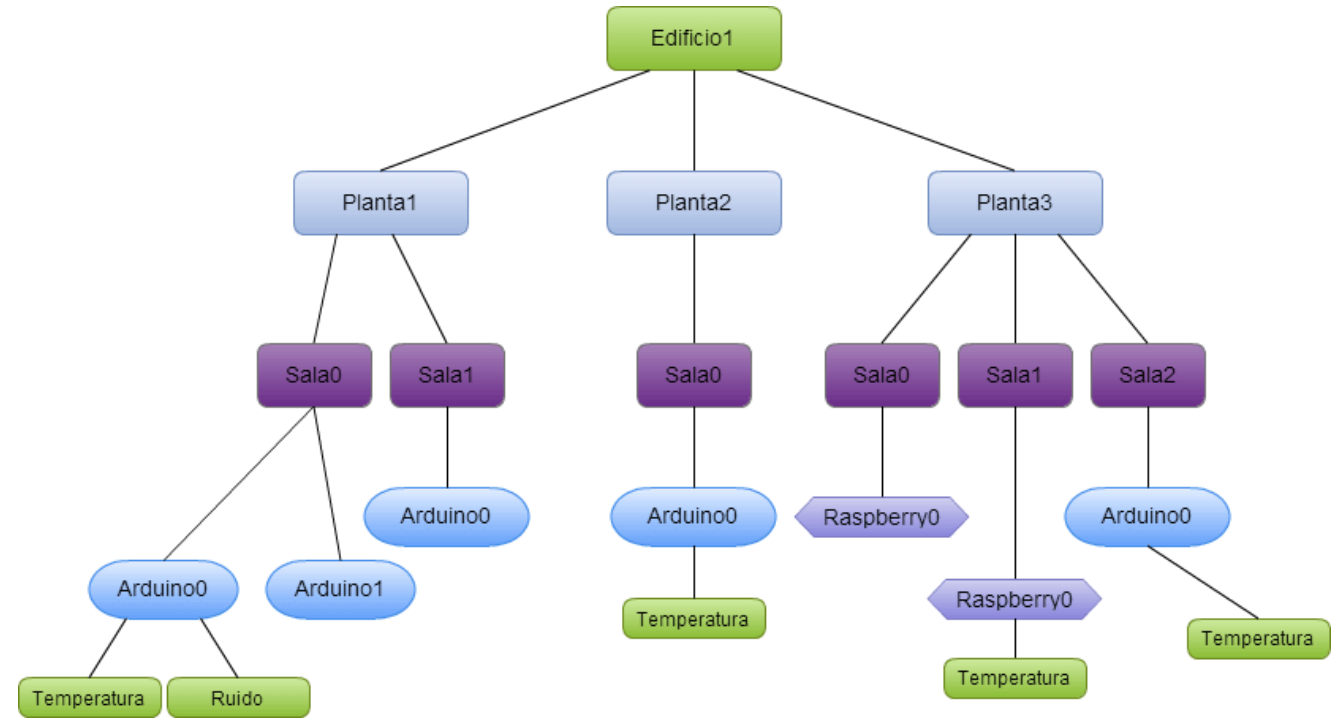 Edificio1
Planta1
Planta2
Planta3
Sala0
Sala1
Sala0
Sala0
Sala1
Sala2
Arduino0
Arduino0
Raspberry0
Arduino0
Arduino0
Arduino1
Raspberry0
Temperatura
Temperatura
Temperatura
Temperatura
Ruido